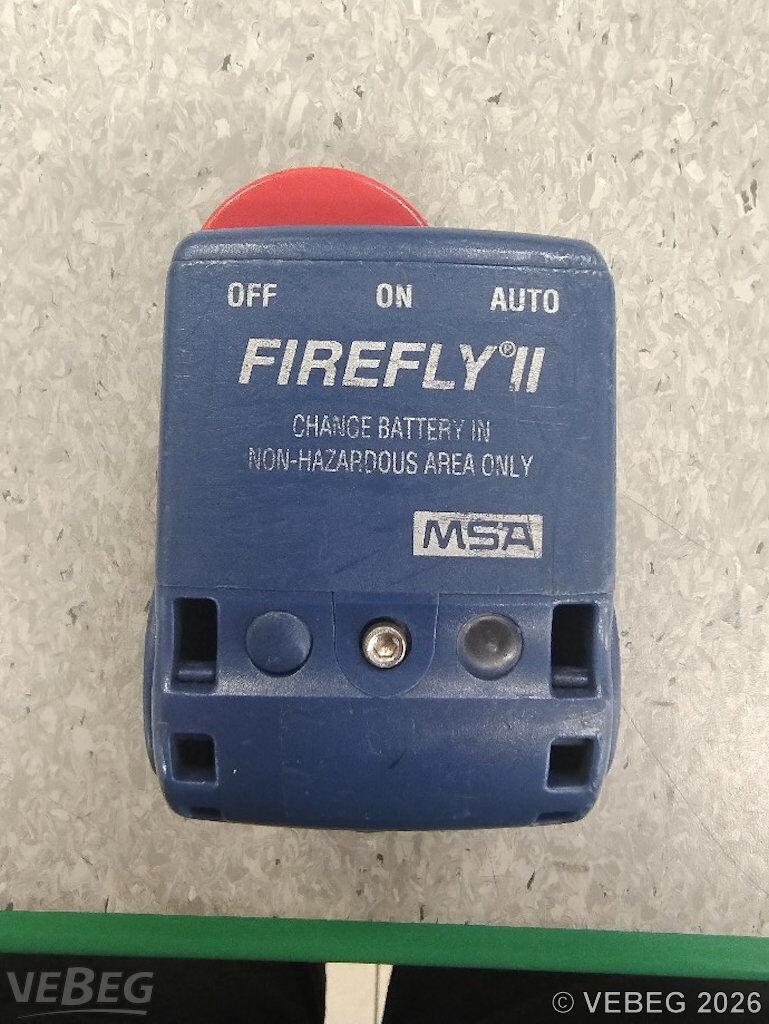 OFF ON AUTO
FIREFLY® II
CHANGE BATTERY IN
NON-HAZARDOUS AREA ONLY
MSA
VEBEG
© VEBEG 2026